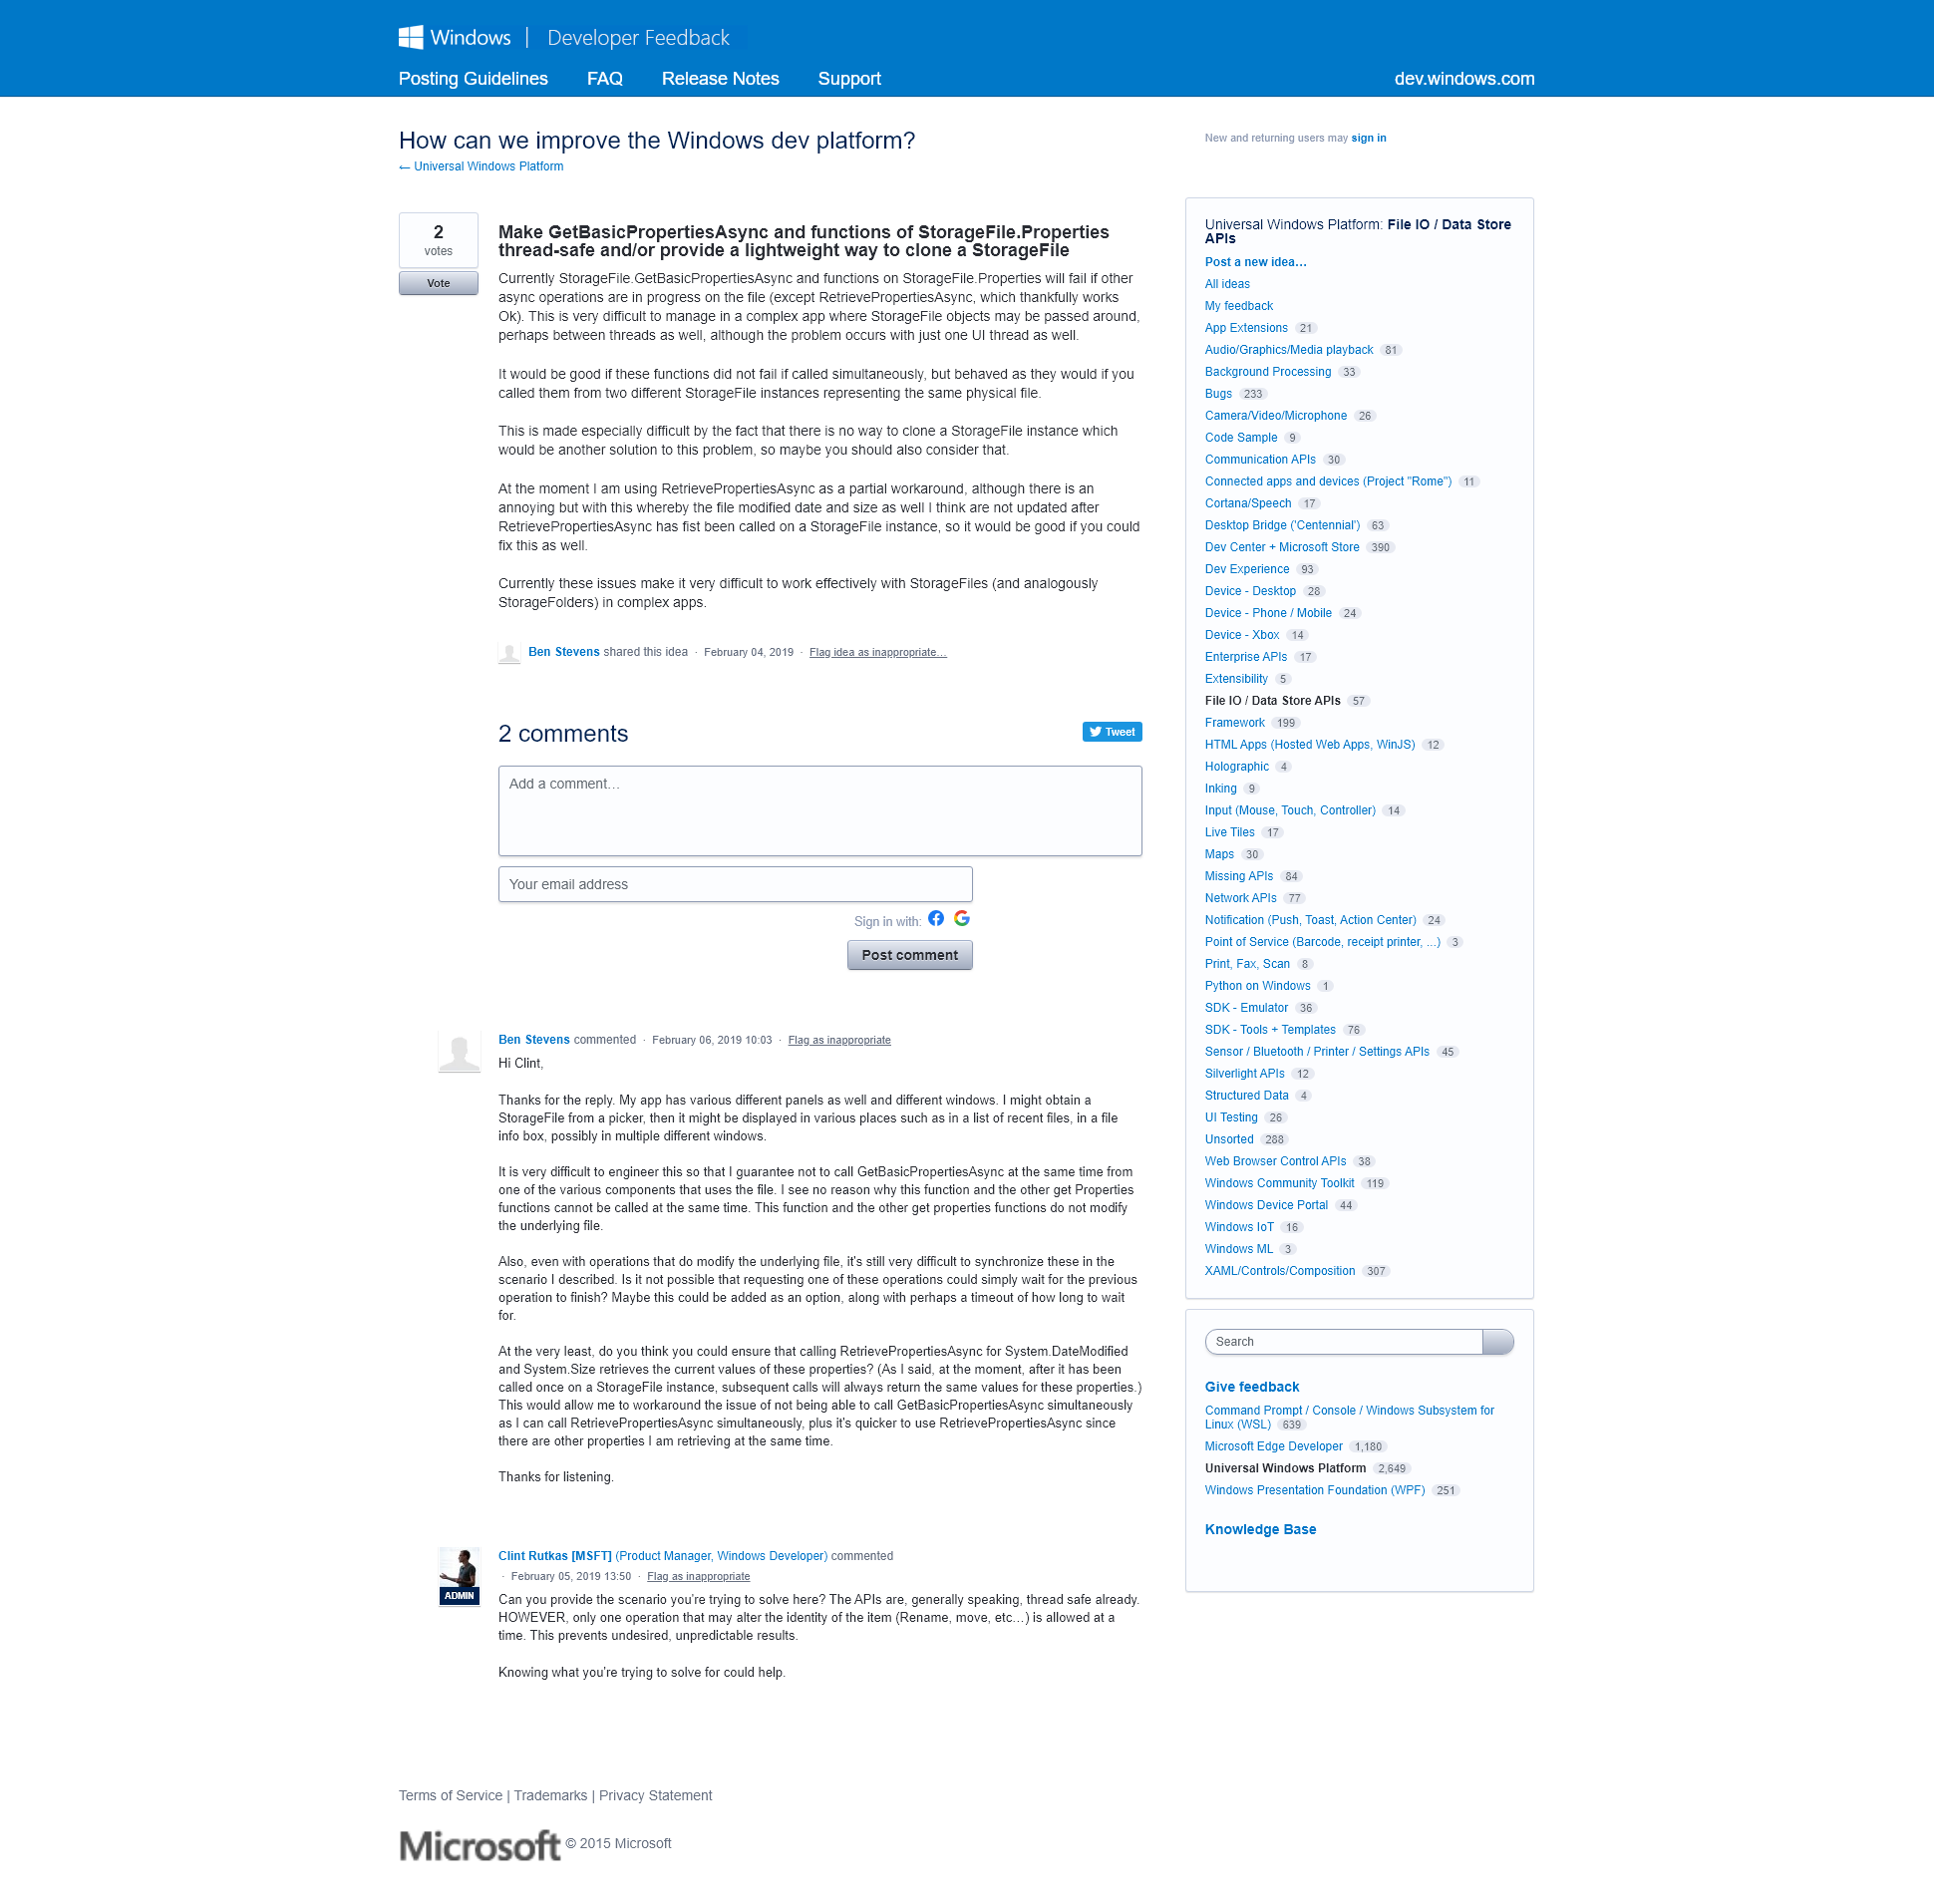 Windows | Developer Feedback
Posting Guidelines FAQ Release Notes Support dev.windows.com
How can we improve the Windows dev platform?
← Universal Windows Platform
New and returning users may sign in
2
votes
Vote
Make GetBasicPropertiesAsync and functions of StorageFile.Properties
thread-safe and/or provide a lightweight way to clone a StorageFile
Currently StorageFile.GetBasicPropertiesAsync and functions on StorageFile.Properties will fail if other
async operations are in progress on the file (except RetrievePropertiesAsync, which thankfully works
Ok). This is very difficult to manage in a complex app where StorageFile objects may be passed around,
perhaps between threads as well, although the problem occurs with just one UI thread as well.
It would be good if these functions did not fail if called simultaneously, but behaved as they would if you
called them from two different StorageFile instances representing the same physical file.
This is made especially difficult by the fact that there is no way to clone a StorageFile instance which
would be another solution to this problem, so maybe you should also consider that.
At the moment I am using RetrievePropertiesAsync as a partial workaround, although there is an
annoying but with this whereby the file modified date and size as well I think are not updated after
RetrievePropertiesAsync has fist been called on a StorageFile instance, so it would be good if you could
fix this as well.
Currently these issues make it very difficult to work effectively with StorageFiles (and analogously
StorageFolders) in complex apps.
Ben Stevens shared this idea · February 04, 2019 · Flag idea as inappropriate…
2 comments
Tweet
Add a comment…
Your email address
Sign in with:
Post comment
Ben Stevens commented · February 06, 2019 10:03 · Flag as inappropriate
Hi Clint,
Thanks for the reply. My app has various different panels as well and different windows. I might obtain a
StorageFile from a picker, then it might be displayed in various places such as in a list of recent files, in a file
info box, possibly in multiple different windows.
It is very difficult to engineer this so that I guarantee not to call GetBasicPropertiesAsync at the same time from
one of the various components that uses the file. I see no reason why this function and the other get Properties
functions cannot be called at the same time. This function and the other get properties functions do not modify
the underlying file.
Also, even with operations that do modify the underlying file, it's still very difficult to synchronize these in the
scenario I described. Is it not possible that requesting one of these operations could simply wait for the previous
operation to finish? Maybe this could be added as an option, along with perhaps a timeout of how long to wait
for.
At the very least, do you think you could ensure that calling RetrievePropertiesAsync for System.DateModified
and System.Size retrieves the current values of these properties? (As I said, at the moment, after it has been
called once on a StorageFile instance, subsequent calls will always return the same values for these properties.)
This would allow me to workaround the issue of not being able to call GetBasicPropertiesAsync simultaneously
as I can call RetrievePropertiesAsync simultaneously, plus it's quicker to use RetrievePropertiesAsync since
there are other properties I am retrieving at the same time.
Thanks for listening.
ADMIN
Clint Rutkas [MSFT] (Product Manager, Windows Developer) commented
· February 05, 2019 13:50 · Flag as inappropriate
Can you provide the scenario you're trying to solve here? The APIs are, generally speaking, thread safe already.
HOWEVER, only one operation that may alter the identity of the item (Rename, move, etc…) is allowed at a
time. This prevents undesired, unpredictable results.
Knowing what you're trying to solve for could help.
Universal Windows Platform: File IO / Data Store
APIs
Post a new idea…
All ideas
My feedback
App Extensions 21
Audio/Graphics/Media playback 81
Background Processing 33
Bugs 233
Camera/Video/Microphone 26
Code Sample 9
Communication APIs 30
Connected apps and devices (Project "Rome") 11
Cortana/Speech 17
Desktop Bridge ('Centennial') 63
Dev Center + Microsoft Store 390
Dev Experience 93
Device - Desktop 28
Device - Phone / Mobile 24
Device - Xbox 14
Enterprise APIs 17
Extensibility 5
File IO / Data Store APIs 57
Framework 199
HTML Apps (Hosted Web Apps, WinJS) 12
Holographic 4
Inking 9
Input (Mouse, Touch, Controller) 14
Live Tiles 17
Maps 30
Missing APIs 84
Network APIs 77
Notification (Push, Toast, Action Center) 24
Point of Service (Barcode, receipt printer, ...) 3
Print, Fax, Scan 8
Python on Windows 1
SDK - Emulator 36
SDK - Tools + Templates 76
Sensor / Bluetooth / Printer / Settings APIs 45
Silverlight APIs 12
Structured Data 4
UI Testing 26
Unsorted 288
Web Browser Control APIs 38
Windows Community Toolkit 119
Windows Device Portal 44
Windows IoT 16
Windows ML 3
XAML/Controls/Composition 307
Search
Give feedback
Command Prompt / Console / Windows Subsystem for
Linux (WSL) 639
Microsoft Edge Developer 1,180
Universal Windows Platform 2,649
Windows Presentation Foundation (WPF) 251
Knowledge Base
Terms of Service | Trademarks | Privacy Statement
Microsoft © 2015 Microsoft